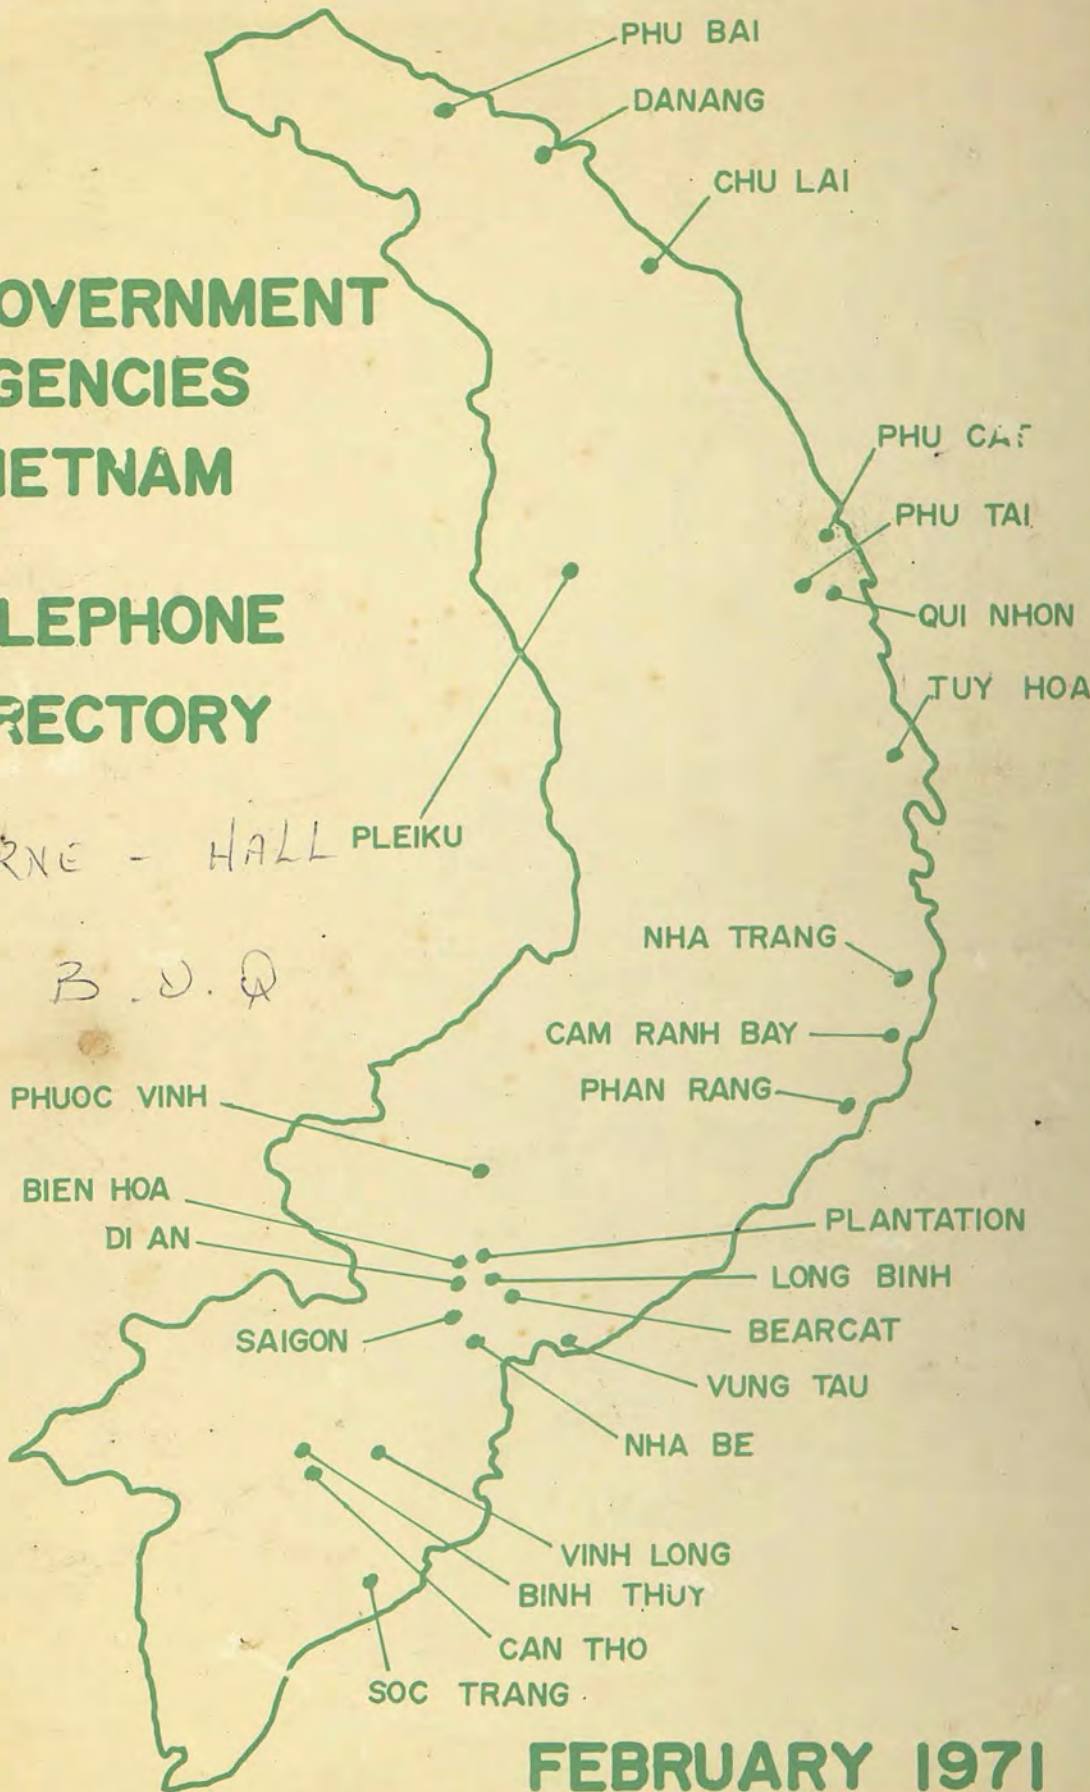 PHU BAI
DANANG
CHU LAI
OVERNMENT
GENCIES
IETNAM
PHU CAT
PHU TAI
LEPHONE
QUI NHON
RECTORY
TUY HOA
RNE - HALL
PLEIKU
NHA TRANG
B.D.Q
CAM RANH BAY
PHAN RANG
PHUOC VINH
BIEN HOA
PLANTATION
DI AN
LONG BINH
SAIGON
BEARCAT
VUNG TAU
NHA BE
VINH LONG
BINH THUY
CAN THO
SOC TRANG
FEBRUARY 1971